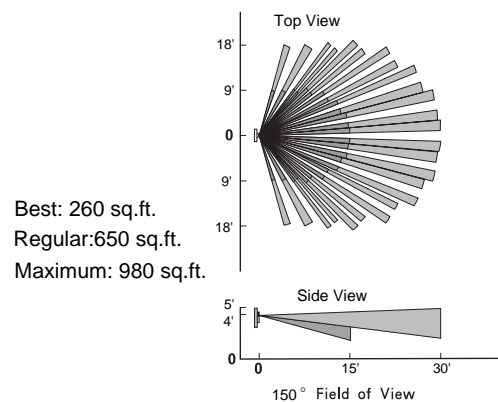 Top View
18'
9'
0
9'
18'
Best: 260 sq.ft.
Regular:650 sq.ft.
Maximum: 980 sq.ft.
Side View
5'
4'
0
0 15' 30'
150° Field of View